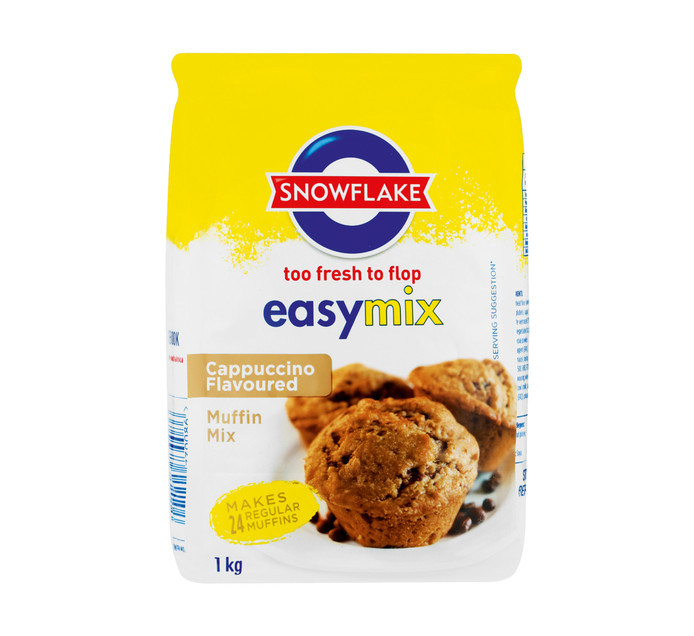 SNOWFLAKE
too fresh to flop
easymix
SERVING SUGGESTION*
Cappuccino
Flavoured
Muffin
Mix
MAKES
24 REGULAR
MUFFINS
1 kg